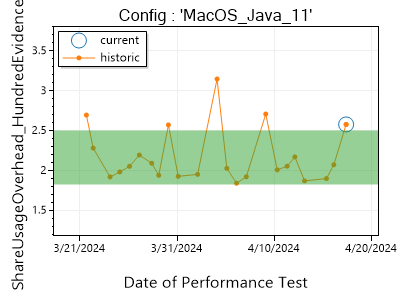 Config : 'MacOS_Java_11'
ShareUsageOverhead_HundredEvidence
current
historic
3.5
3
2.5
2
1.5
3/21/2024
3/31/2024
4/10/2024
4/20/2024
Date of Performance Test